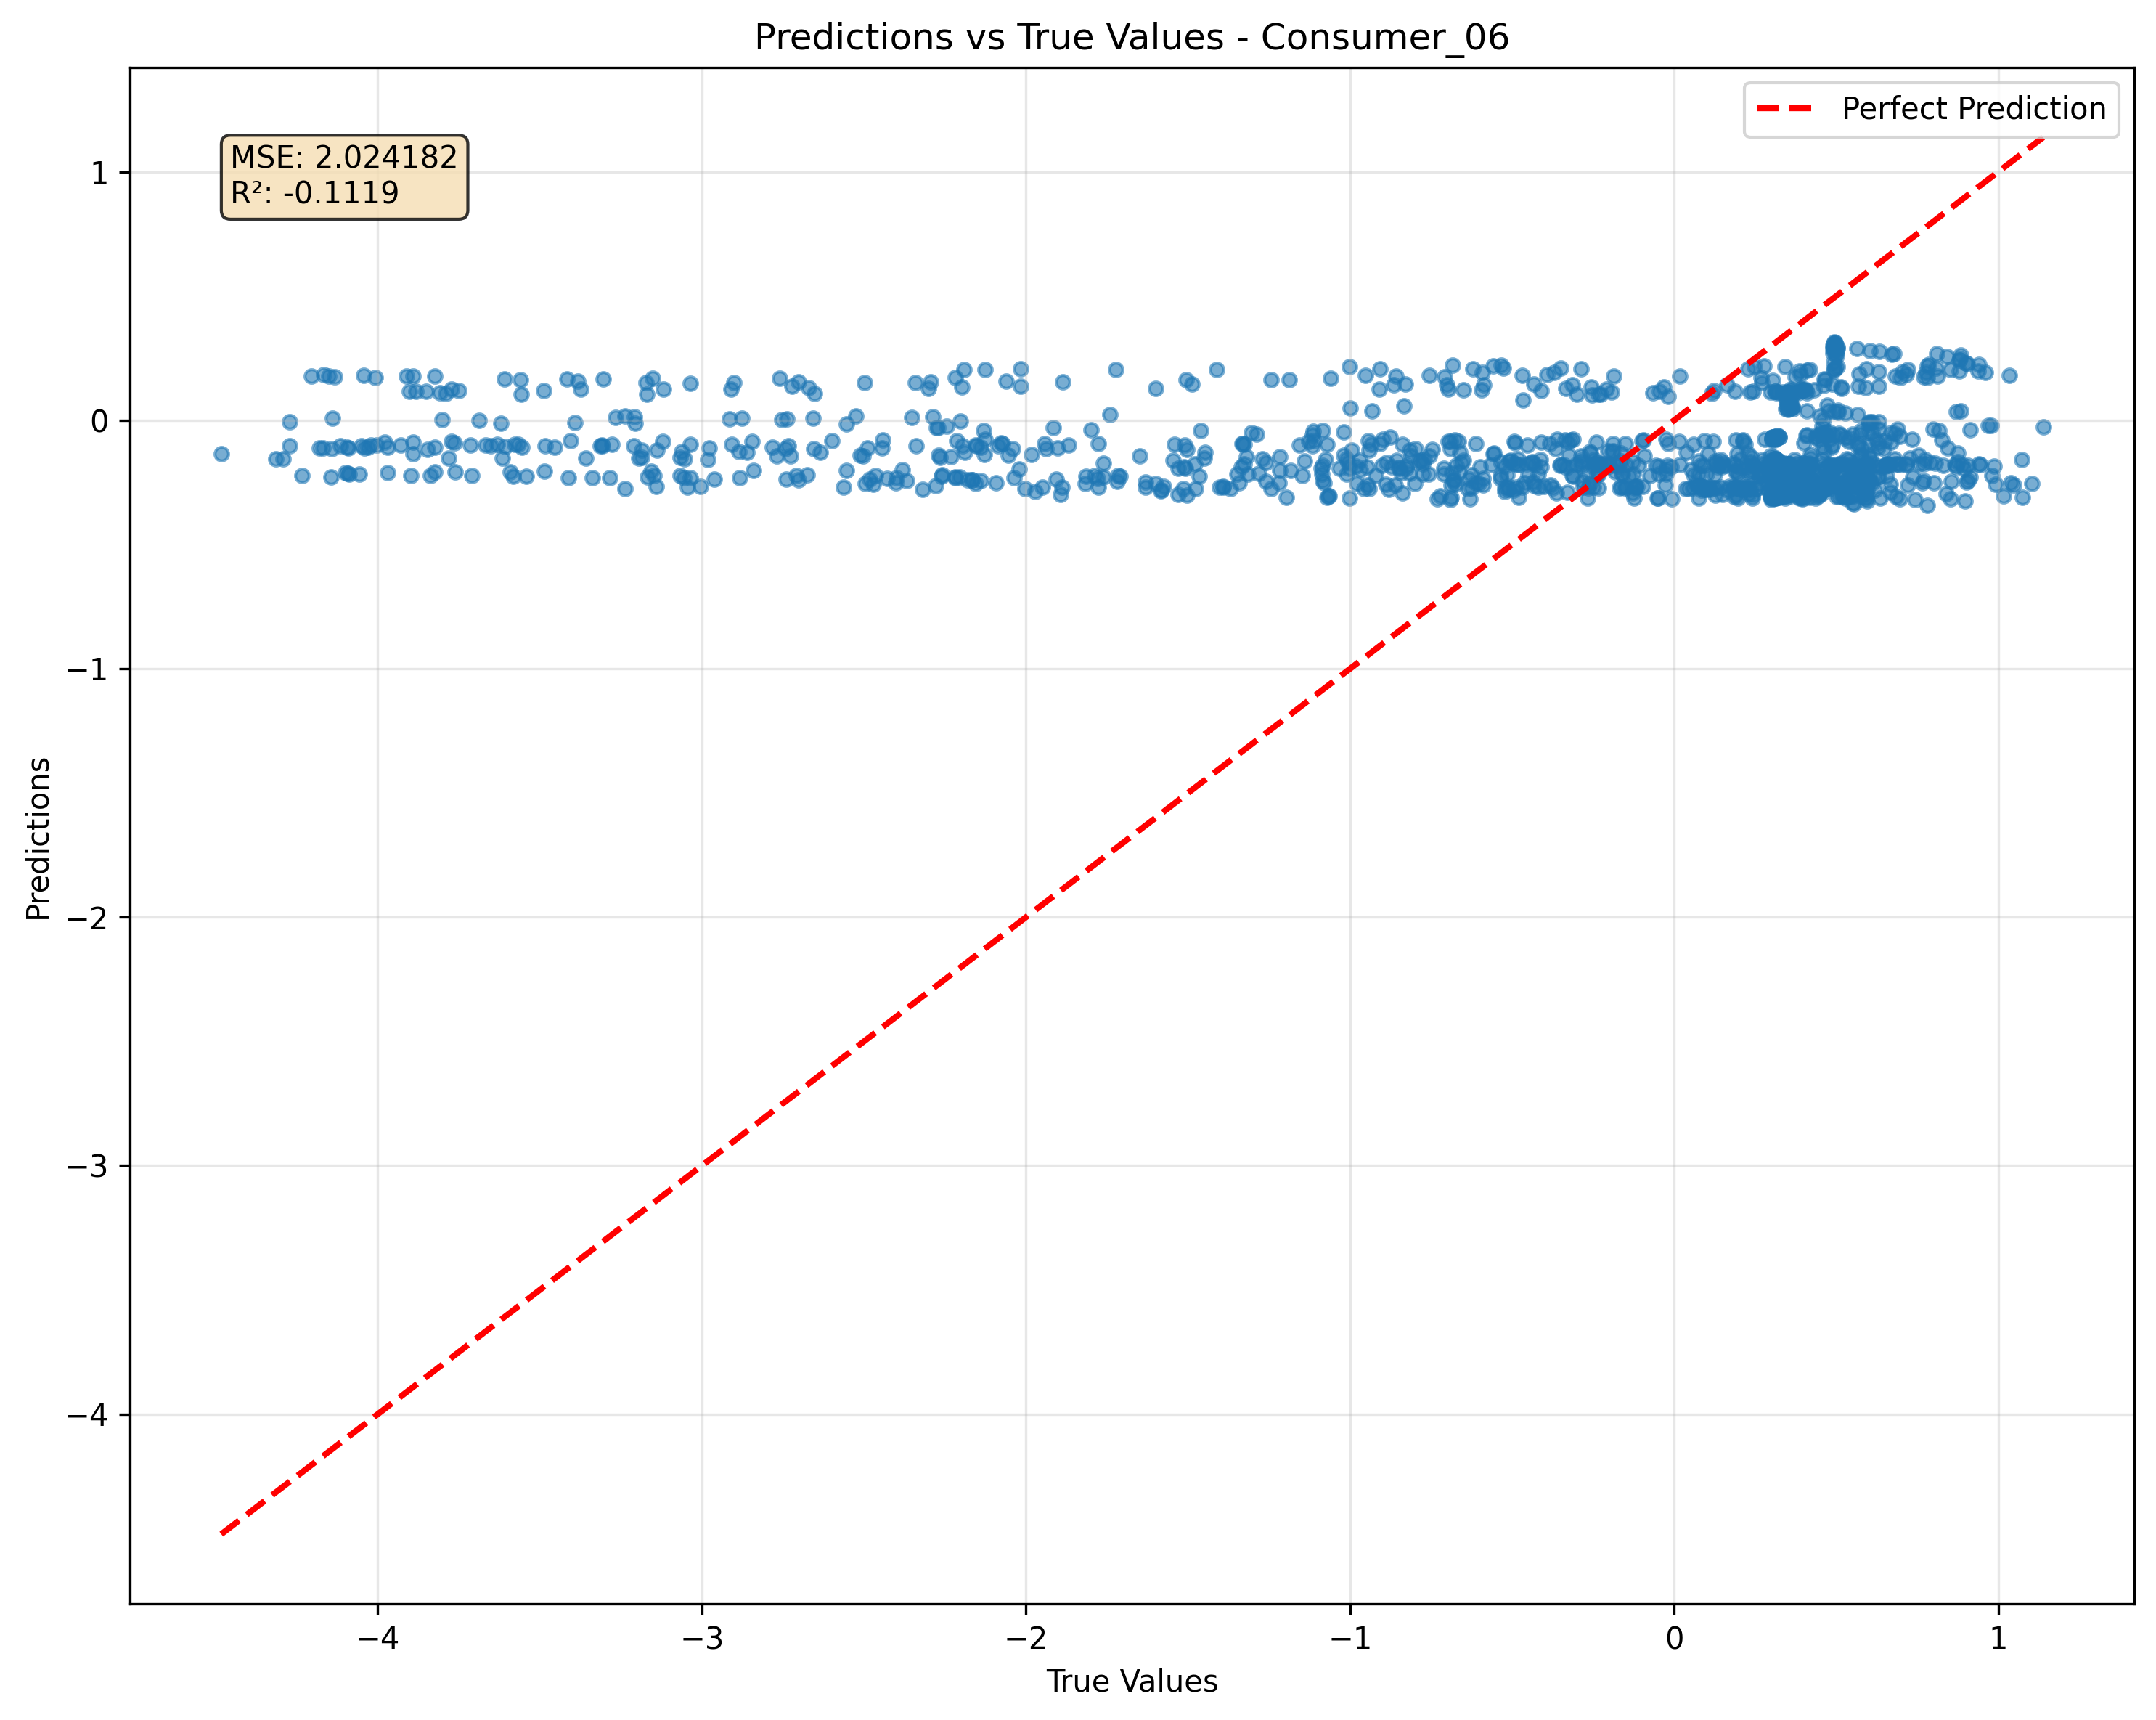 Predictions vs True Values - Consumer_06
Perfect Prediction
MSE: 2.024182
R²: -0.1119
1
0
−1
−2
−3
−4
Predictions
−4
−3
−2
−1
0
1
True Values